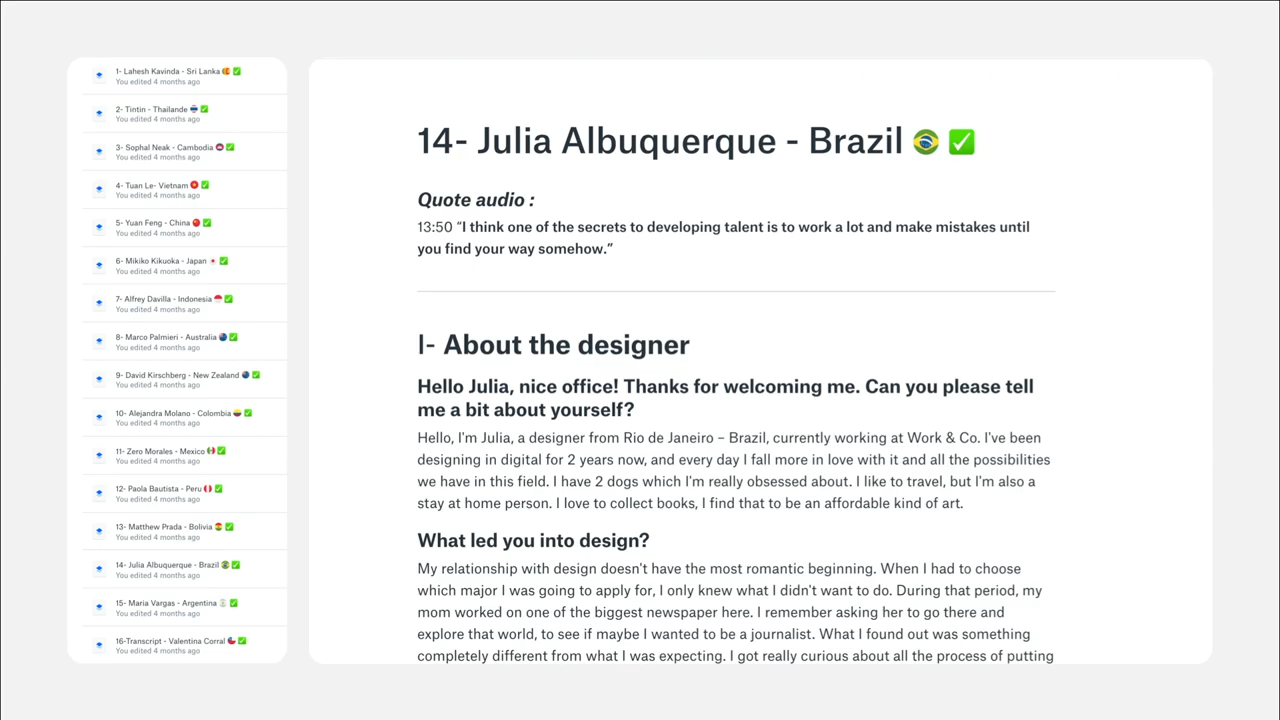 1- Lahesh Kavinda - Sri Lanka 🇱🇰 ✅
You edited 4 months ago
2- Tintin - Thailande 🇹🇭 ✅
You edited 4 months ago
3- Sophal Neak - Cambodia 🇰🇭 ✅
You edited 4 months ago
4- Tuan Le- Vietnam 🇻🇳 ✅
You edited 4 months ago
5- Yuan Feng - China 🇨🇳 ✅
You edited 4 months ago
6- Mikiko Kikuoka - Japan 🇯🇵 ✅
You edited 4 months ago
7- Alfrey Davilla - Indonesia 🇮🇩 ✅
You edited 4 months ago
8- Marco Palmieri - Australia 🇦🇺 ✅
You edited 4 months ago
9- David Kirschberg - New Zealand 🇳🇿 ✅
You edited 4 months ago
10- Alejandra Molano - Colombia 🇨🇴 ✅
You edited 4 months ago
11- Zero Morales - Mexico 🇲🇽 ✅
You edited 4 months ago
12- Paola Bautista - Peru 🇵🇪 ✅
You edited 4 months ago
13- Matthew Prada - Bolivia 🇧🇴 ✅
You edited 4 months ago
14- Julia Albuquerque - Brazil 🇧🇷 ✅
You edited 4 months ago
15- Maria Vargas - Argentina 🇦🇷 ✅
You edited 4 months ago
16-Transcript - Valentina Corral 🇨🇱 ✅
You edited 4 months ago
14- Julia Albuquerque - Brazil 🇧🇷 ✅
Quote audio :
13:50 “I think one of the secrets to developing talent is to work a lot and make mistakes until
you find your way somehow.”
I- About the designer
Hello Julia, nice office! Thanks for welcoming me. Can you please tell
me a bit about yourself?
Hello, I'm Julia, a designer from Rio de Janeiro – Brazil, currently working at Work & Co. I've been
designing in digital for 2 years now, and every day I fall more in love with it and all the possibilities
we have in this field. I have 2 dogs which I'm really obsessed about. I like to travel, but I'm also a
stay at home person. I love to collect books, I find that to be an affordable kind of art.
What led you into design?
My relationship with design doesn't have the most romantic beginning. When I had to choose
which major I was going to apply for, I only knew what I didn't want to do. During that period, my
mom worked on one of the biggest newspaper here. I remember asking her to go there and
explore that world, to see if maybe I wanted to be a journalist. What I found out was something
completely different from what I was expecting. I got really curious about all the process of putting